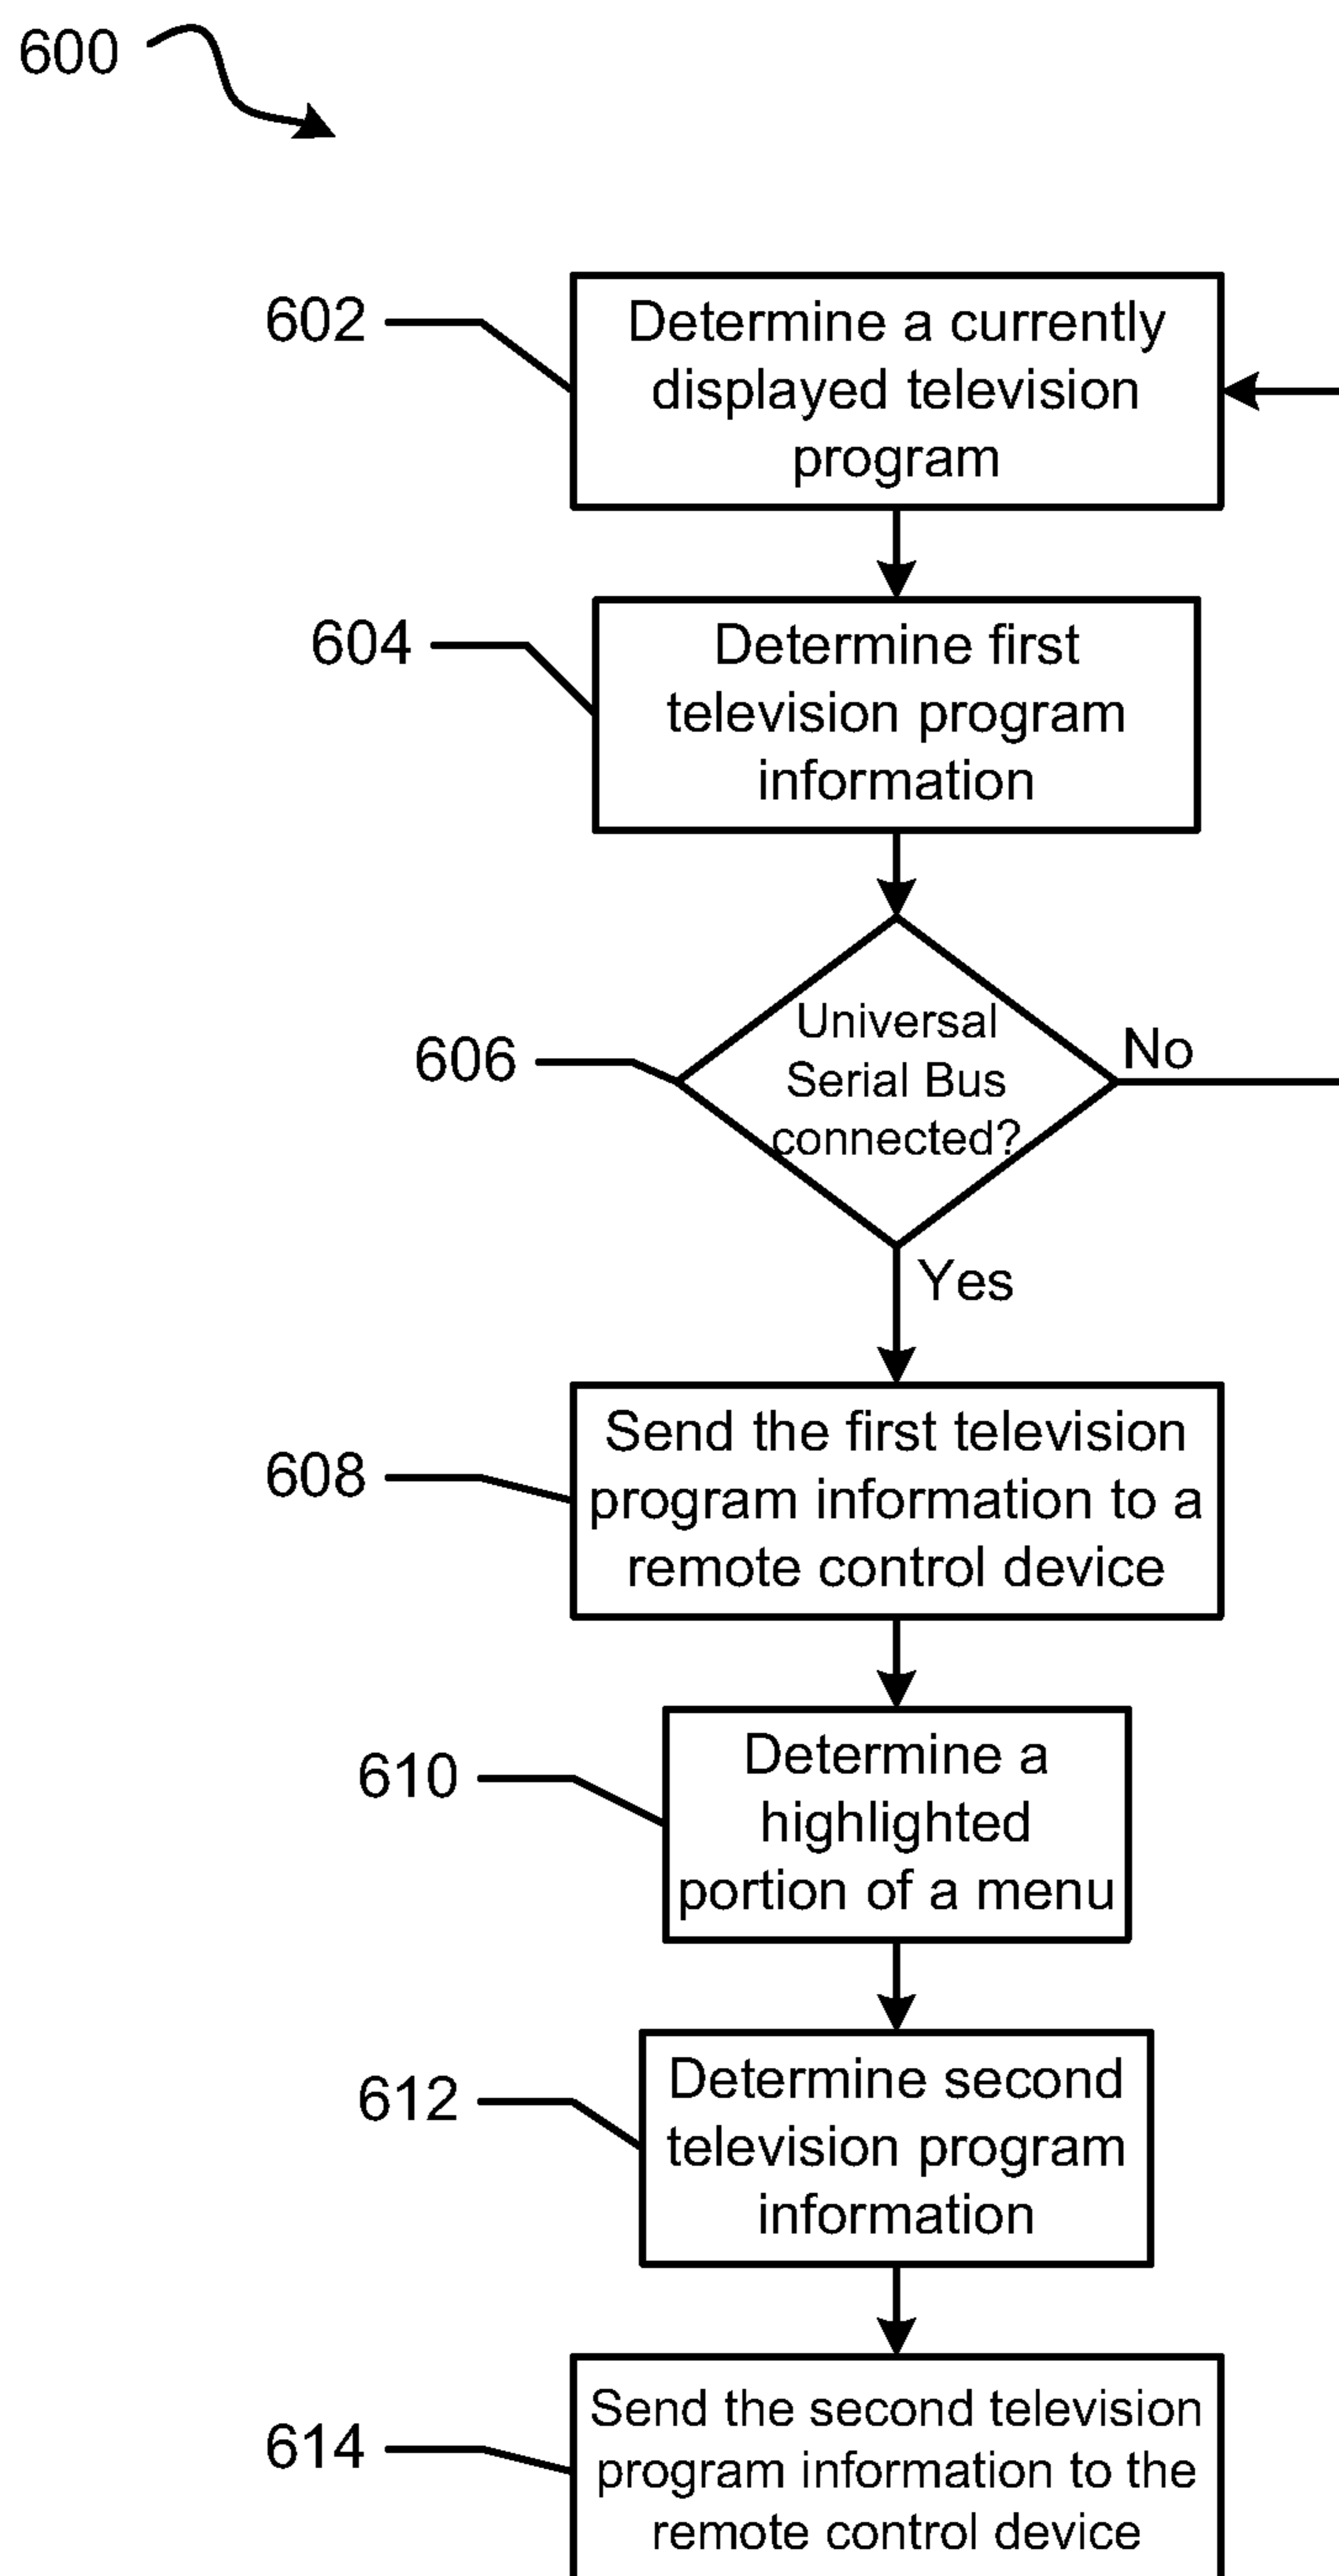 600
602
Determine a currently
displayed television
program
604
Determine first
television program
information
606
Universal
Serial Bus
connected?
No
Yes
608
Send the first television
program information to a
remote control device
610
Determine a
highlighted
portion of a menu
612
Determine second
television program
information
614
Send the second television
program information to the
remote control device